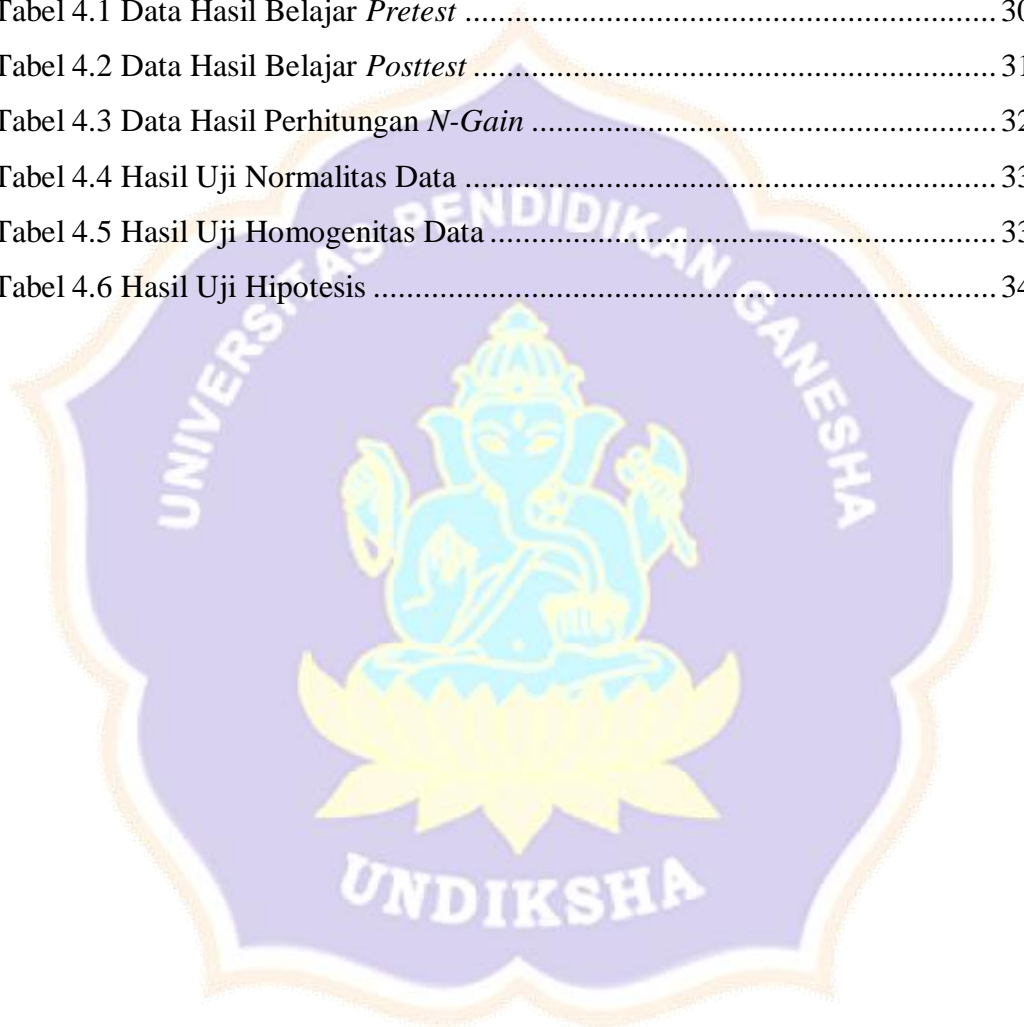 Tabel 4.1 Data Hasil Belajar Pretest ................................................................ 30
Tabel 4.2 Data Hasil Belajar Posttest ............................................................... 31
Tabel 4.3 Data Hasil Perhitungan N-Gain ........................................................ 32
Tabel 4.4 Hasil Uji Normalitas Data ................................................................ 33
Tabel 4.5 Hasil Uji Homogenitas Data ............................................................. 33
Tabel 4.6 Hasil Uji Hipotesis ........................................................................... 34
UNIVERSITAS PENDIDIKAN GANESHA
UNDIKSHA